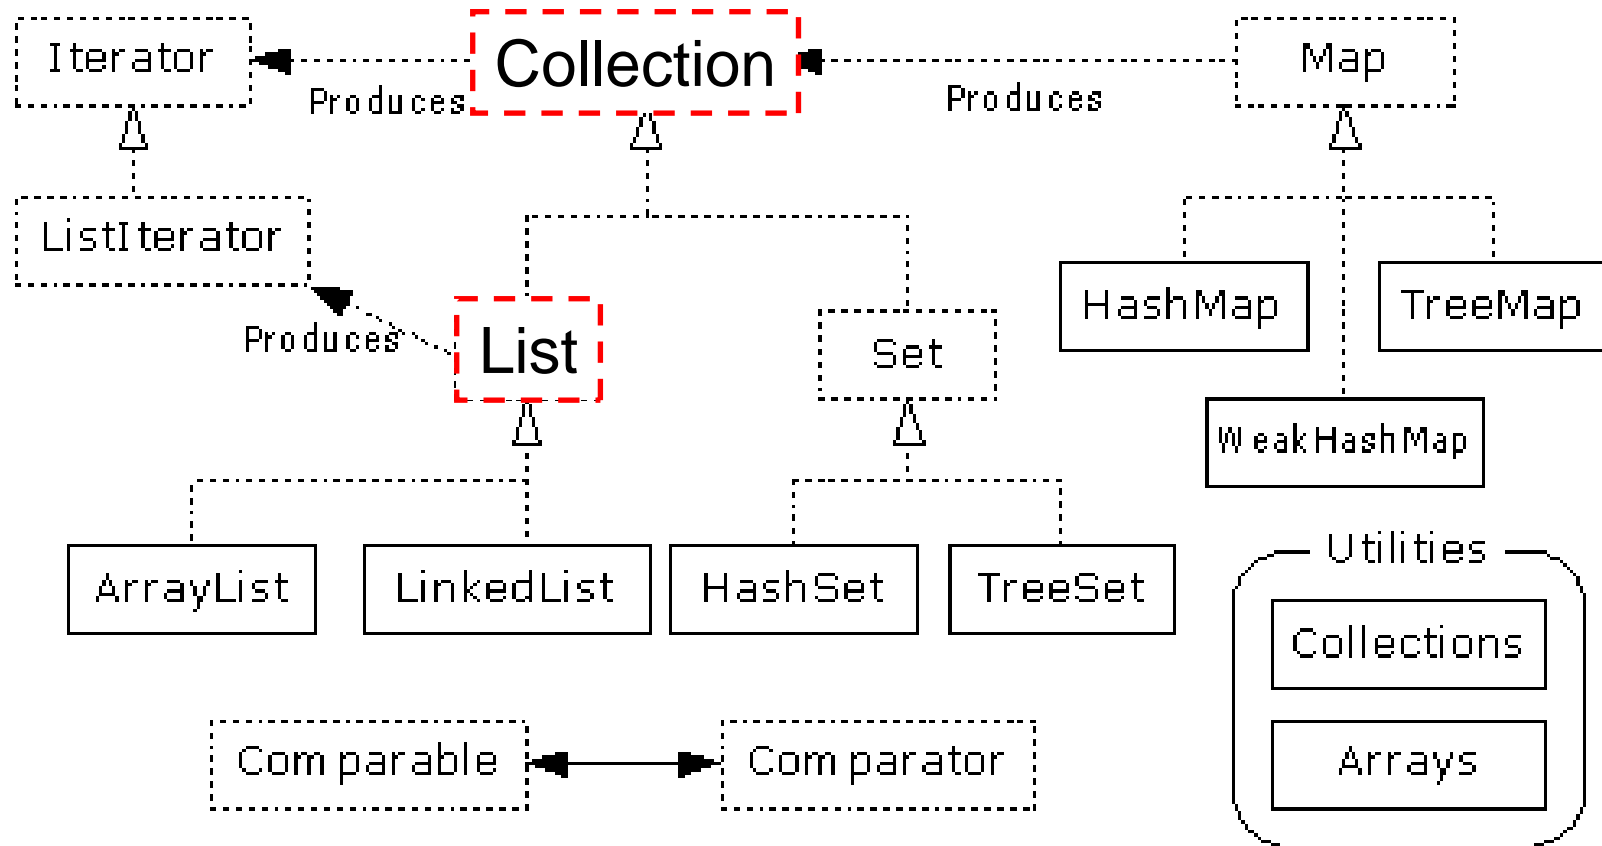 Iterator
Collection
Map
Produces
Produces
ListIterator
HashMap
TreeMap
Produces
List
Set
WeakHashMap
Utilities
ArrayList
LinkedList
HashSet
TreeSet
Collections
Comparable
Comparator
Arrays